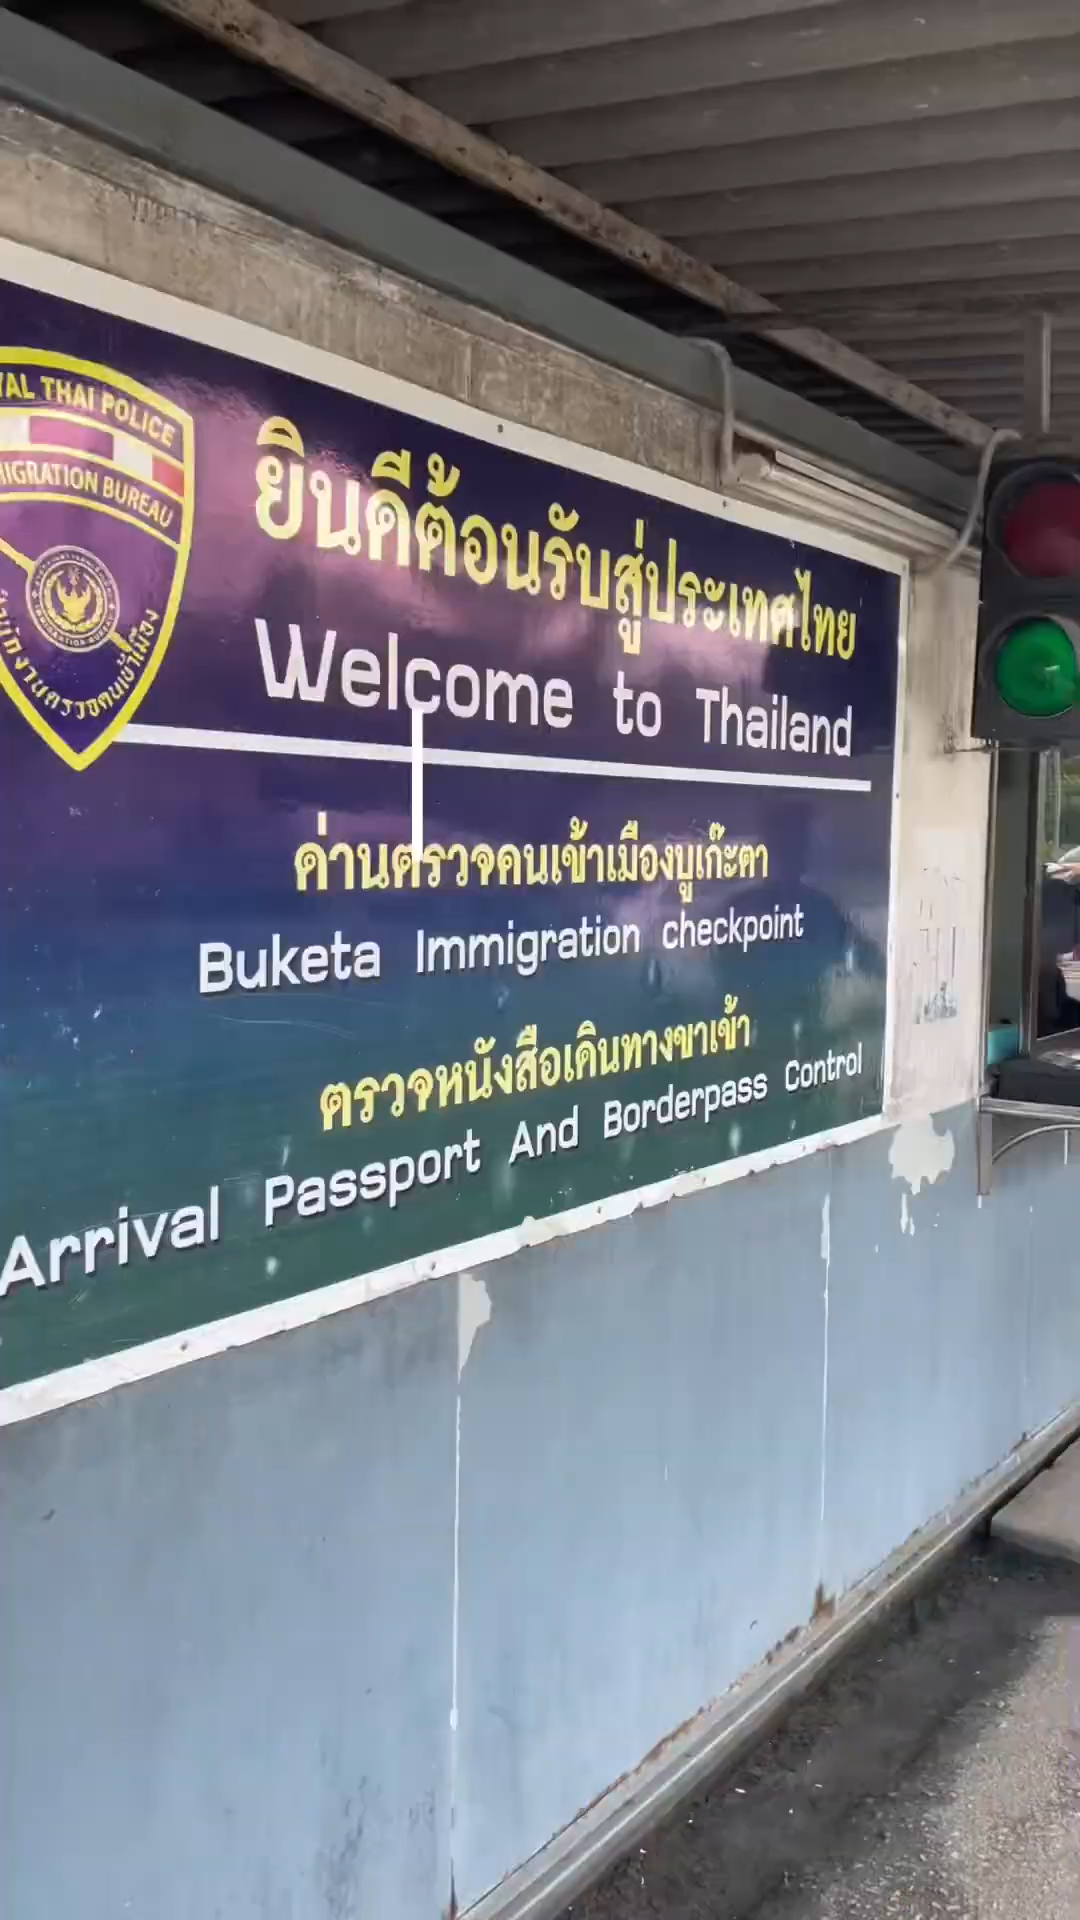 YAL THAI POLICE
MIGRATION BUREAU
ยินดีต้อนรับสู่ประเทศไทย
Welcome to Thailand
ด่านตรวจคนเข้าเมืองบูเก๊ะตา
Buketa Immigration checkpoint
ตรวจหนังสือเดินทางขาเข้า
Arrival Passport And Borderpass Control